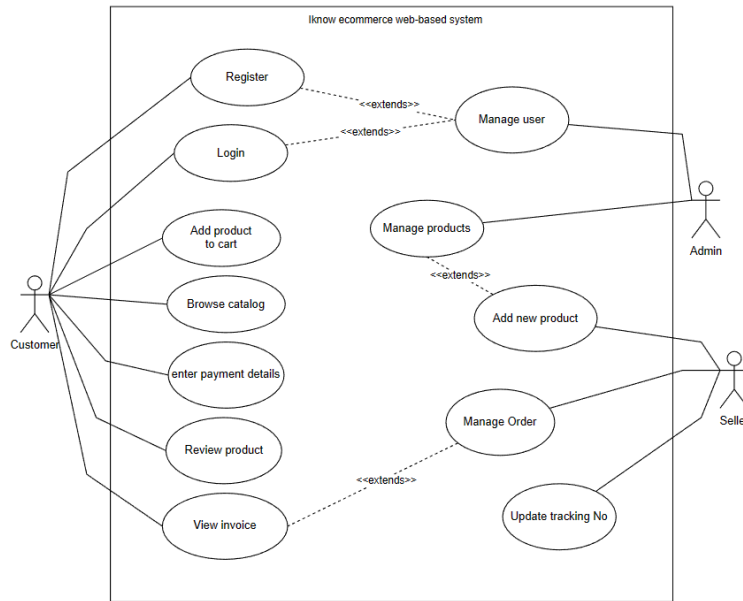 Iknow ecommerce web-based system
Register
<<extends>>
Manage user
<<extends>>
Login
Add product
to cart
Manage products
Admin
<<extends>>
Browse catalog
Add new product
Customer
enter payment details
Manage Order
Selle
Review product
<<extends>>
View invoice
Update tracking No